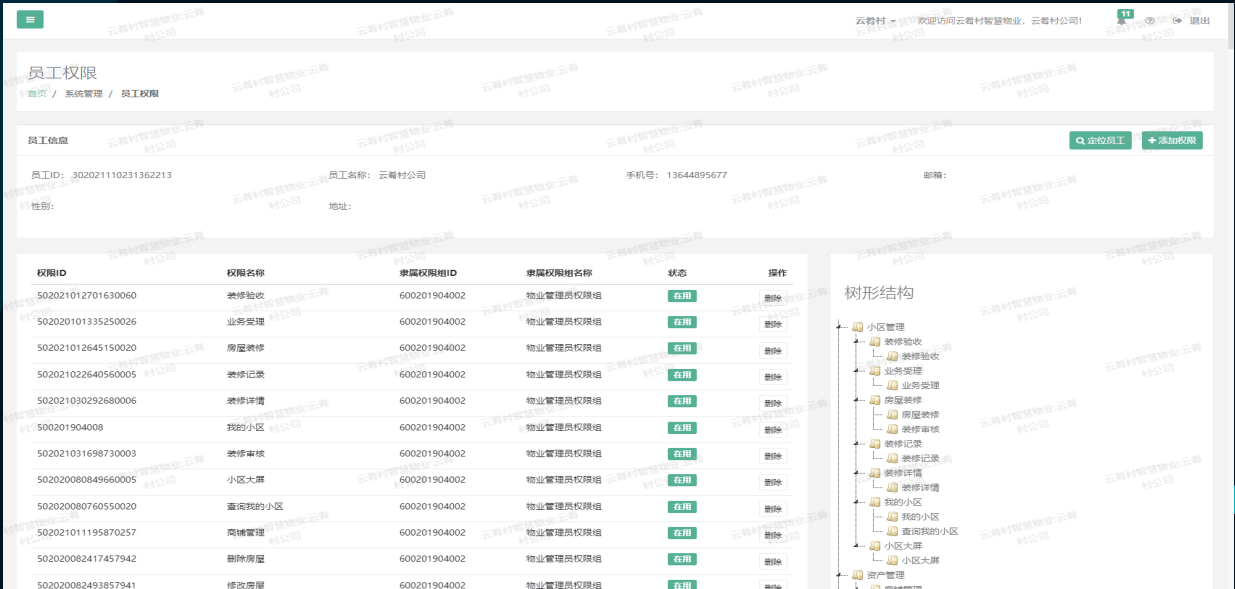 云肴村
欢迎访问云肴村智慧物业，云肴村公司!
11
退出
员工权限
首页 / 系统管理 / 员工权限
员工信息
定位员工
添加权限
员工ID: 302021110231362213
员工名称: 云肴村公司
手机号: 13644895677
邮箱:
性别:
地址:
权限ID 权限名称 隶属权限组ID 隶属权限组名称 状态 操作
502021012701630060 装修验收 600201904002 物业管理员权限组 在用 删除
502020101335250026 业务受理 600201904002 物业管理员权限组 在用 删除
502021012645150020 房屋装修 600201904002 物业管理员权限组 在用 删除
502021022640560005 装修记录 600201904002 物业管理员权限组 在用 删除
502021030292680006 装修详情 600201904002 物业管理员权限组 在用 删除
500201904008 我的小区 600201904002 物业管理员权限组 在用 删除
502021031698730003 装修审核 600201904002 物业管理员权限组 在用 删除
502020080849660005 小区大屏 600201904002 物业管理员权限组 在用 删除
502020080760550020 查询我的小区 600201904002 物业管理员权限组 在用 删除
502021011195870257 商铺管理 600201904002 物业管理员权限组 在用 删除
502020082417457942 删除房屋 600201904002 物业管理员权限组 在用 删除
502020082493857941 修改房屋 600201904002 物业管理员权限组 在用 删除
树形结构
小区管理
装修验收
装修验收
业务受理
业务受理
房屋装修
房屋装修
装修审核
装修记录
装修记录
装修详情
装修详情
我的小区
我的小区
查询我的小区
小区大屏
小区大屏
资产管理
商铺管理
云肴村智慧物业:云肴
村公司